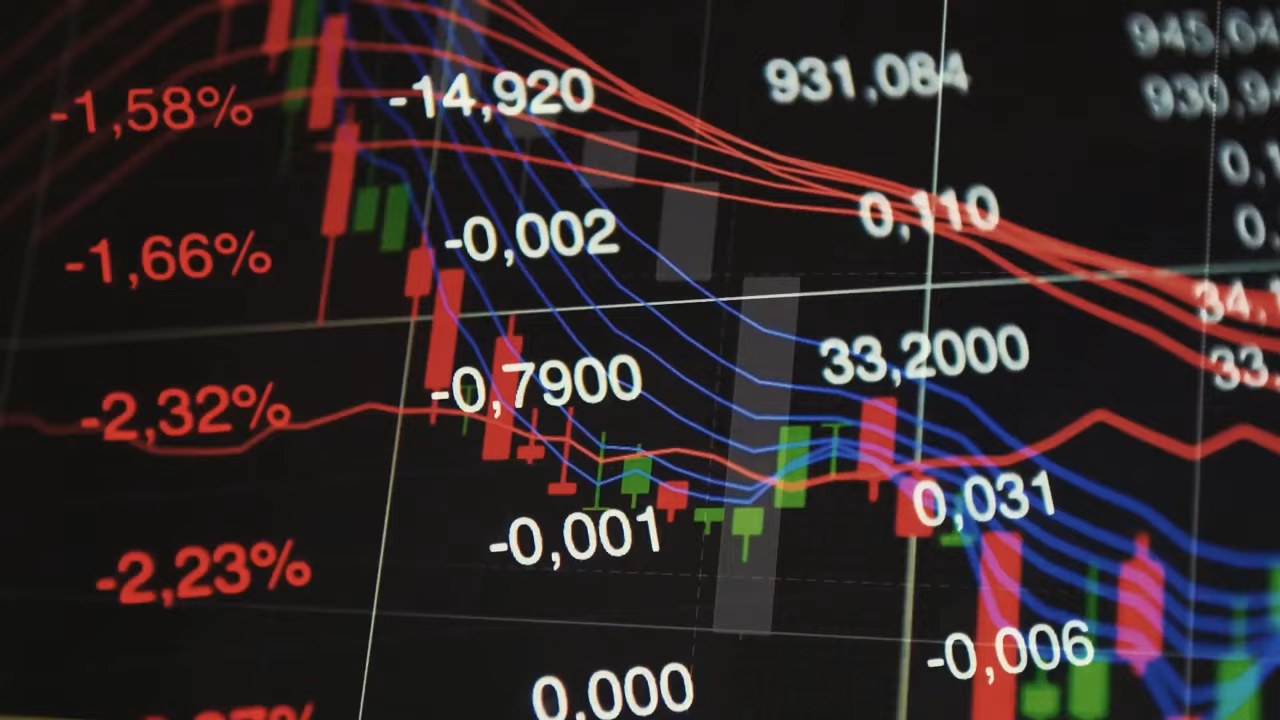 -1,58% -14,920 931,084
-1,66% -0,002 0,110
-2,32% -0,7900 33,2000
-2,23% -0,001 0,031
0,000 -0,006